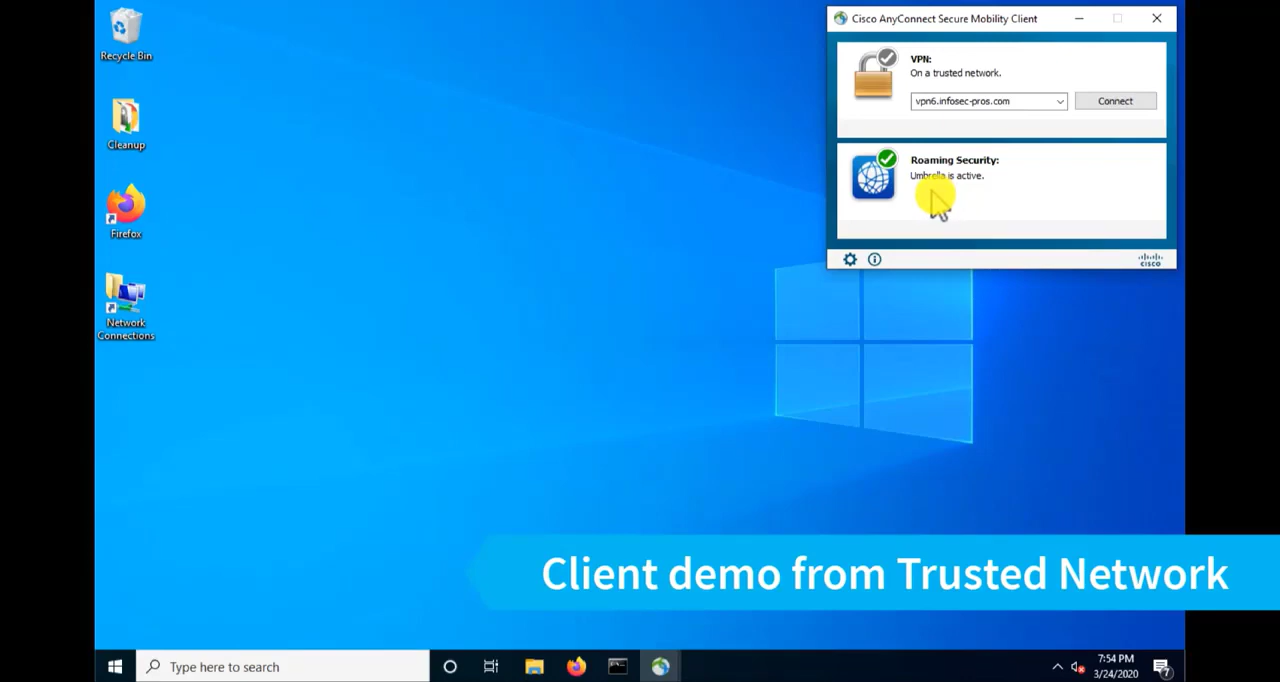 Recycle Bin
Cleanup
Firefox
Network
Connections
Cisco AnyConnect Secure Mobility Client
VPN:
On a trusted network.
vpn6.infosec-pros.com
Connect
Roaming Security:
Umbrella is active.
cisco
Client demo from Trusted Network
Type here to search
7:54 PM
3/24/2020
7